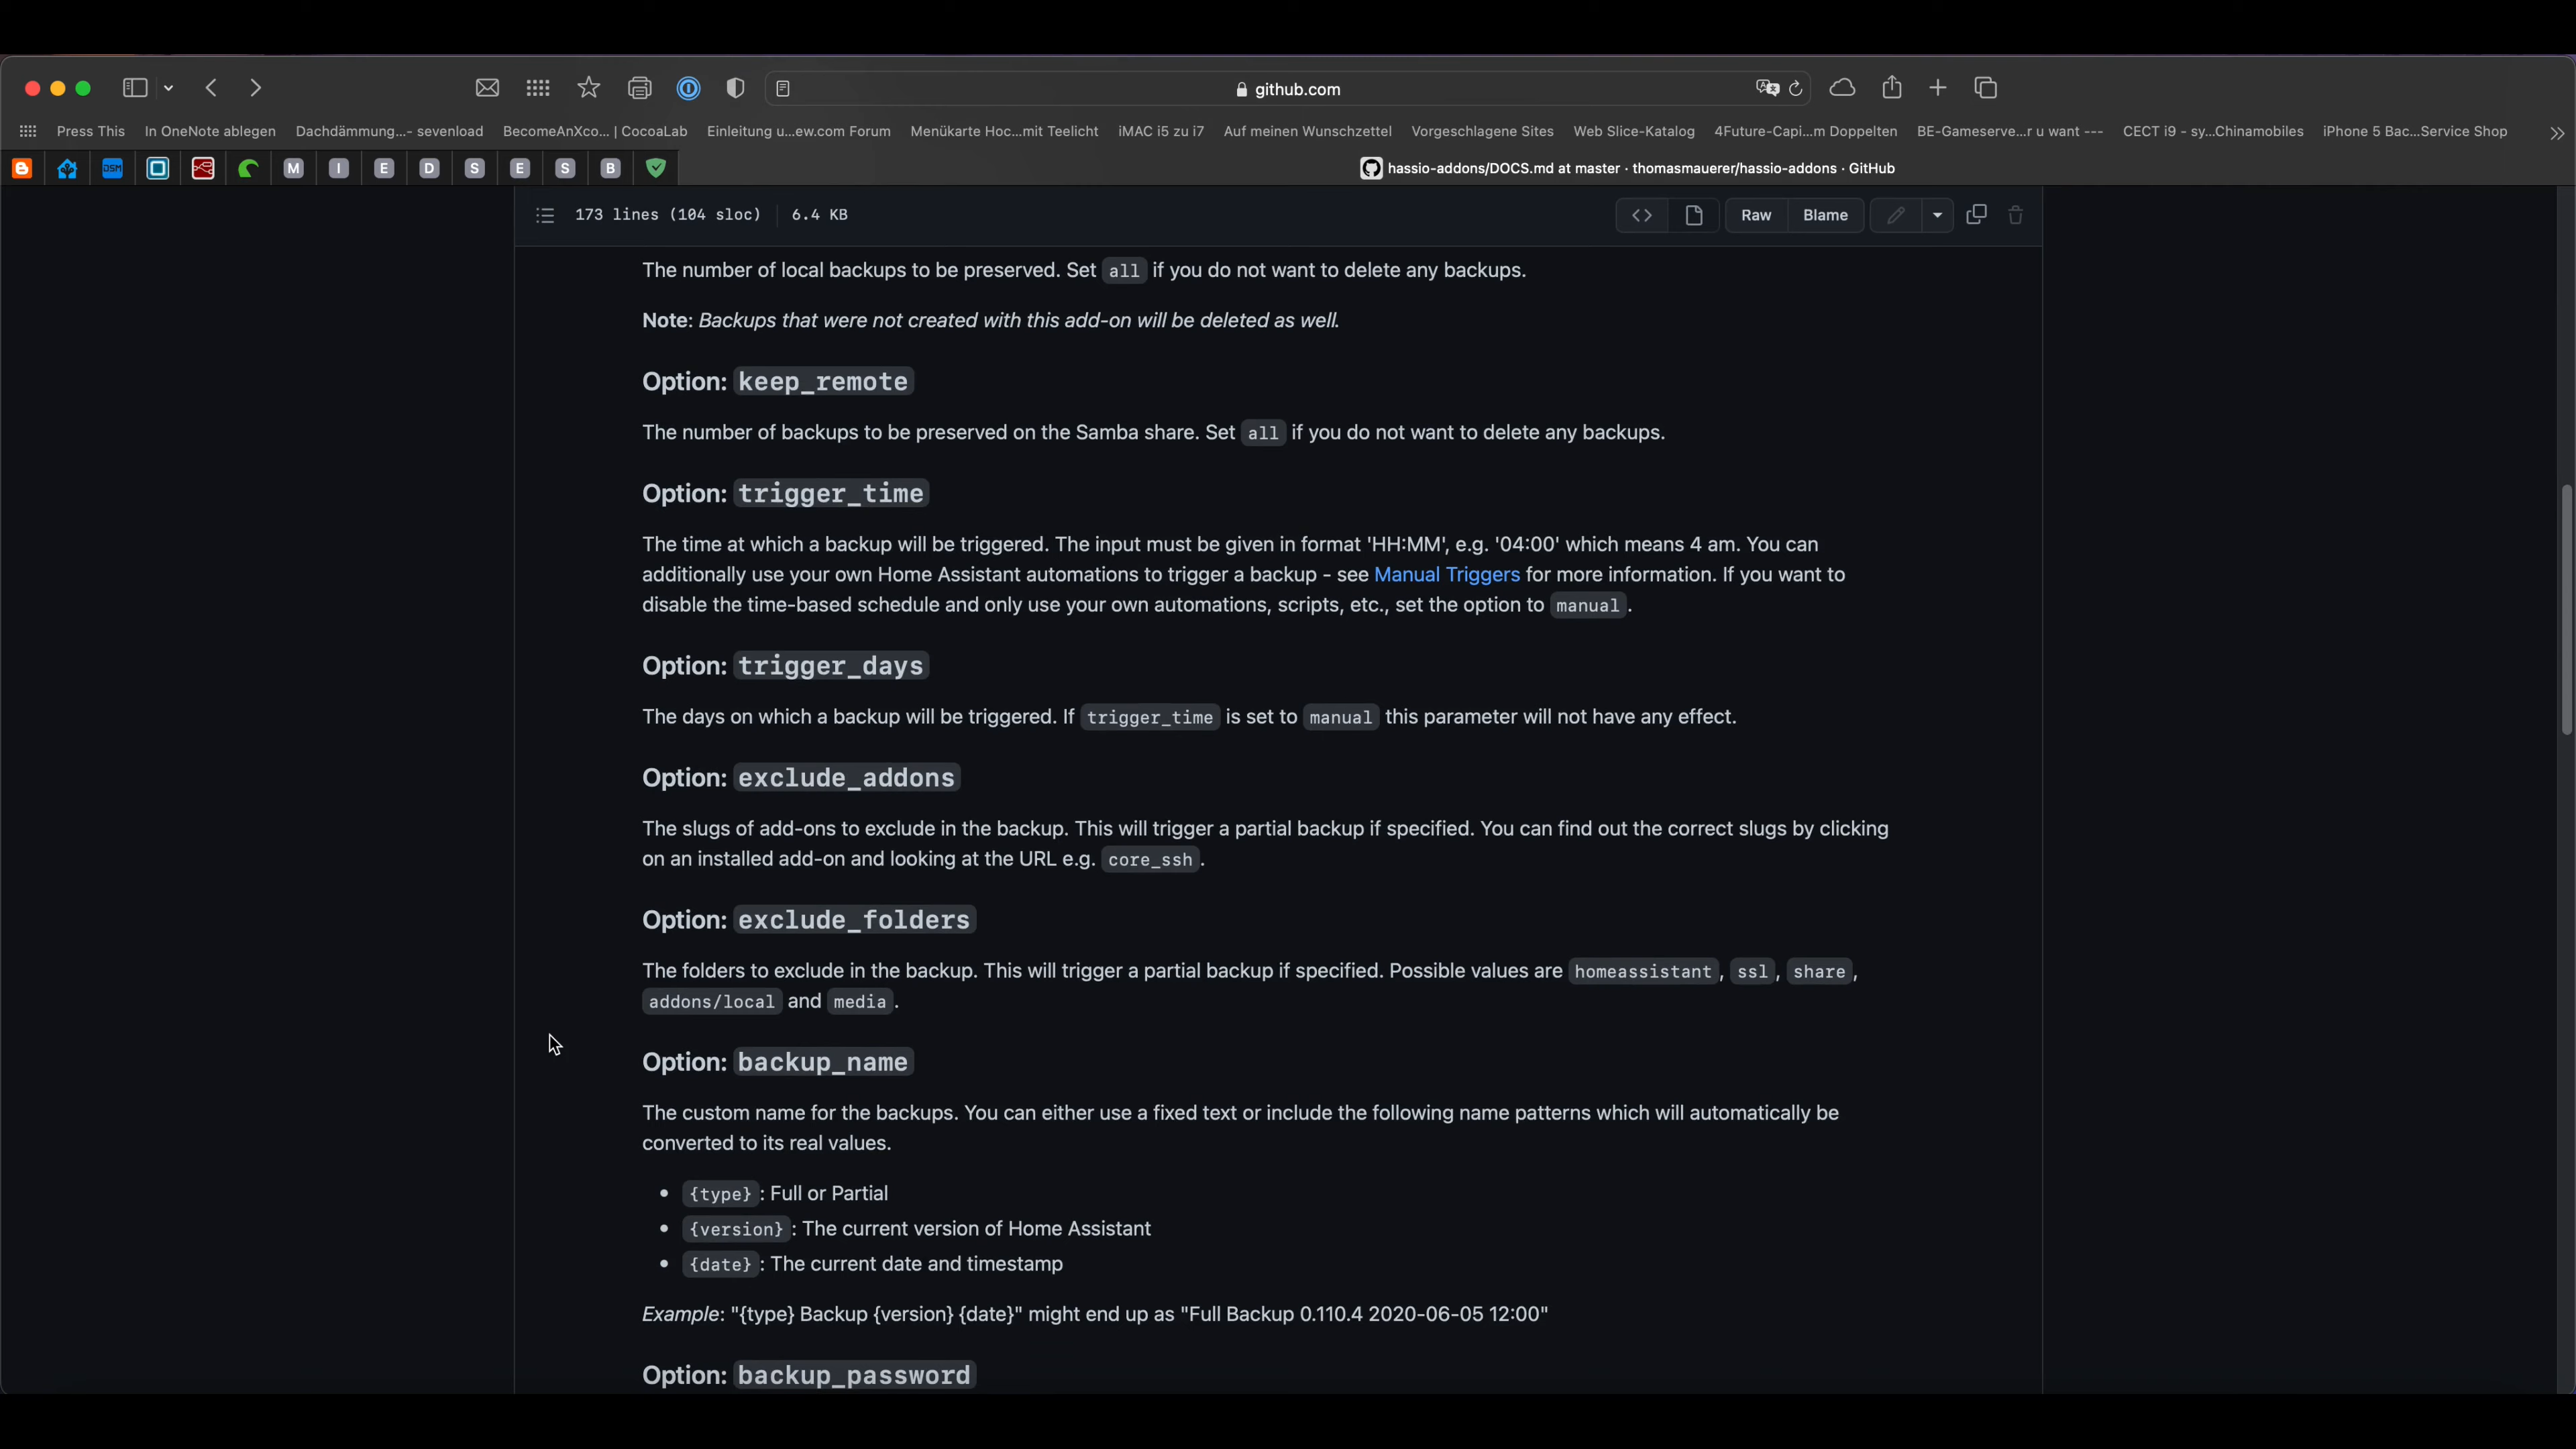 github.com
Press This In OneNote ablegen Dachdämmung...- sevenload BecomeAnXco... | CocoaLab Einleitung u...ew.com Forum Menükarte Hoc...mit Teelicht iMAC i5 zu i7 Auf meinen Wunschzettel Vorgeschlagene Sites Web Slice-Katalog 4Future-Capi...m Doppelten BE-Gameserve...r u want --- CECT i9 - sy...Chinamobiles iPhone 5 Bac...Service Shop
DSM M I E D S E S B hassio-addons/DOCS.md at master · thomasmauerer/hassio-addons · GitHub
173 lines (104 sloc) 6.4 KB Raw Blame
The number of local backups to be preserved. Set all if you do not want to delete any backups.
Note: Backups that were not created with this add-on will be deleted as well.
Option: keep_remote
The number of backups to be preserved on the Samba share. Set all if you do not want to delete any backups.
Option: trigger_time
The time at which a backup will be triggered. The input must be given in format 'HH:MM', e.g. '04:00' which means 4 am. You can
additionally use your own Home Assistant automations to trigger a backup - see Manual Triggers for more information. If you want to
disable the time-based schedule and only use your own automations, scripts, etc., set the option to manual.
Option: trigger_days
The days on which a backup will be triggered. If trigger_time is set to manual this parameter will not have any effect.
Option: exclude_addons
The slugs of add-ons to exclude in the backup. This will trigger a partial backup if specified. You can find out the correct slugs by clicking
on an installed add-on and looking at the URL e.g. core_ssh.
Option: exclude_folders
The folders to exclude in the backup. This will trigger a partial backup if specified. Possible values are homeassistant, ssl, share,
addons/local and media.
Option: backup_name
The custom name for the backups. You can either use a fixed text or include the following name patterns which will automatically be
converted to its real values.
• {type}: Full or Partial
• {version}: The current version of Home Assistant
• {date}: The current date and timestamp
Example: "{type} Backup {version} {date}" might end up as "Full Backup 0.110.4 2020-06-05 12:00"
Option: backup_password